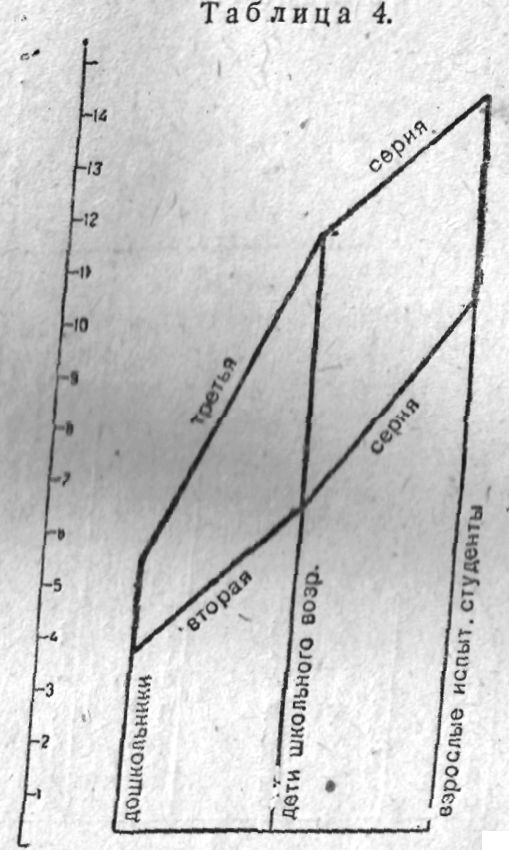 Таблица 4.
14
13
12
11
10
9
8
7
6
5
4
3
2
1
третья серия
вторая серия
дошкольники
дети школьного возр.
взрослые испыт. студенты